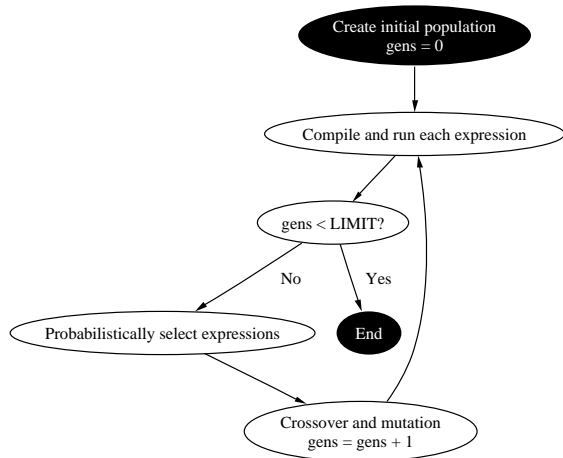 Create initial population
gens = 0
Compile and run each expression
gens < LIMIT?
No
Yes
Probabilistically select expressions
End
Crossover and mutation
gens = gens + 1